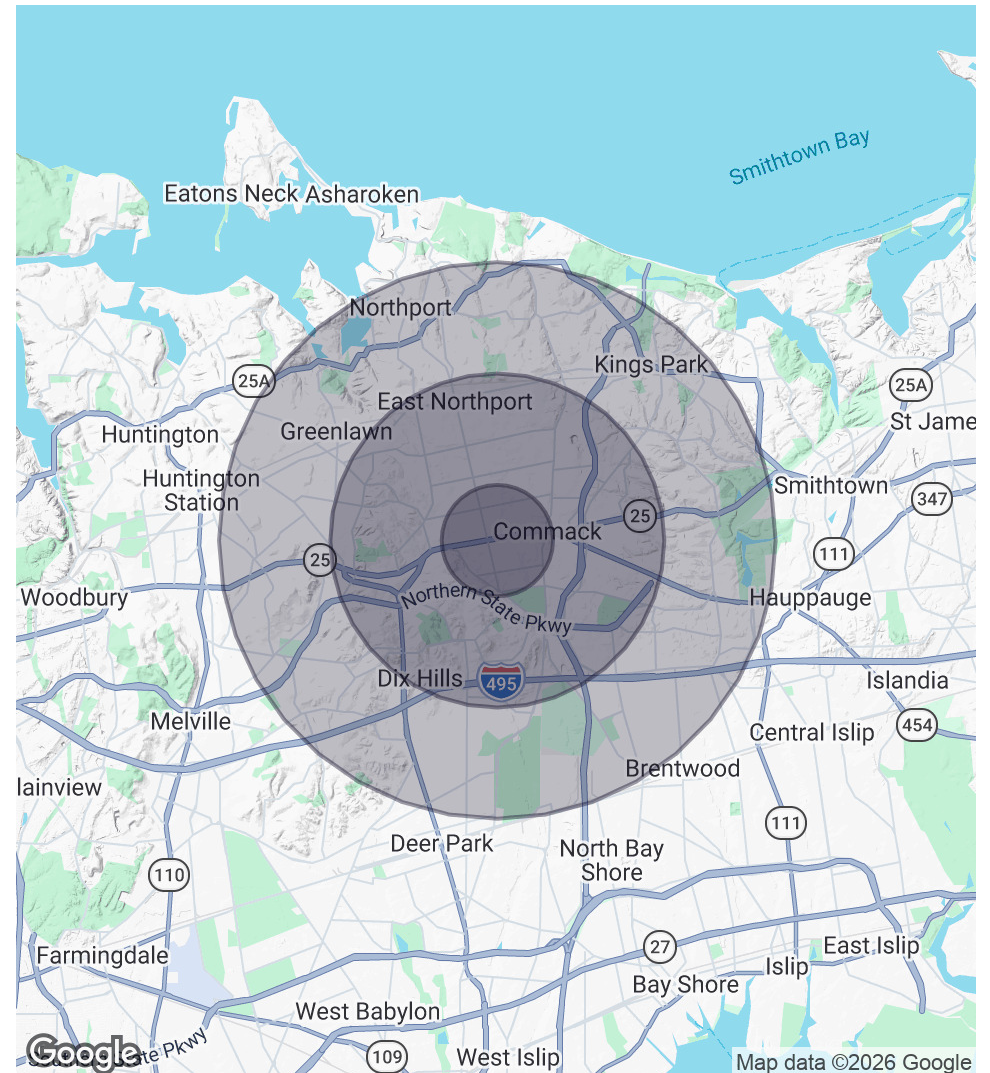 Smithtown Bay
Eatons Neck Asharoken
Northport
Kings Park
25A
25A
East Northport
St Jame
Greenlawn
Huntington
Huntington
Station
Smithtown
347
25
Commack
111
25
Woodbury
Northern State Pkwy
Hauppauge
Dix Hills
495
Islandia
Melville
454
Central Islip
Brentwood
lainview
111
Deer Park
North Bay
Shore
110
27
East Islip
Farmingdale
Islip
Bay Shore
West Babylon
Google
ate Pkwy
109
West Islip
Map data ©2026 Google